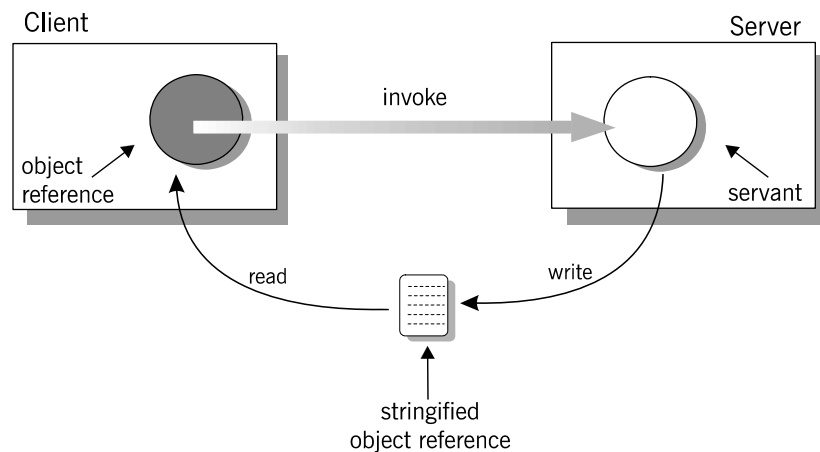 Client
Server
invoke
object
reference
servant
read
write
stringified
object reference